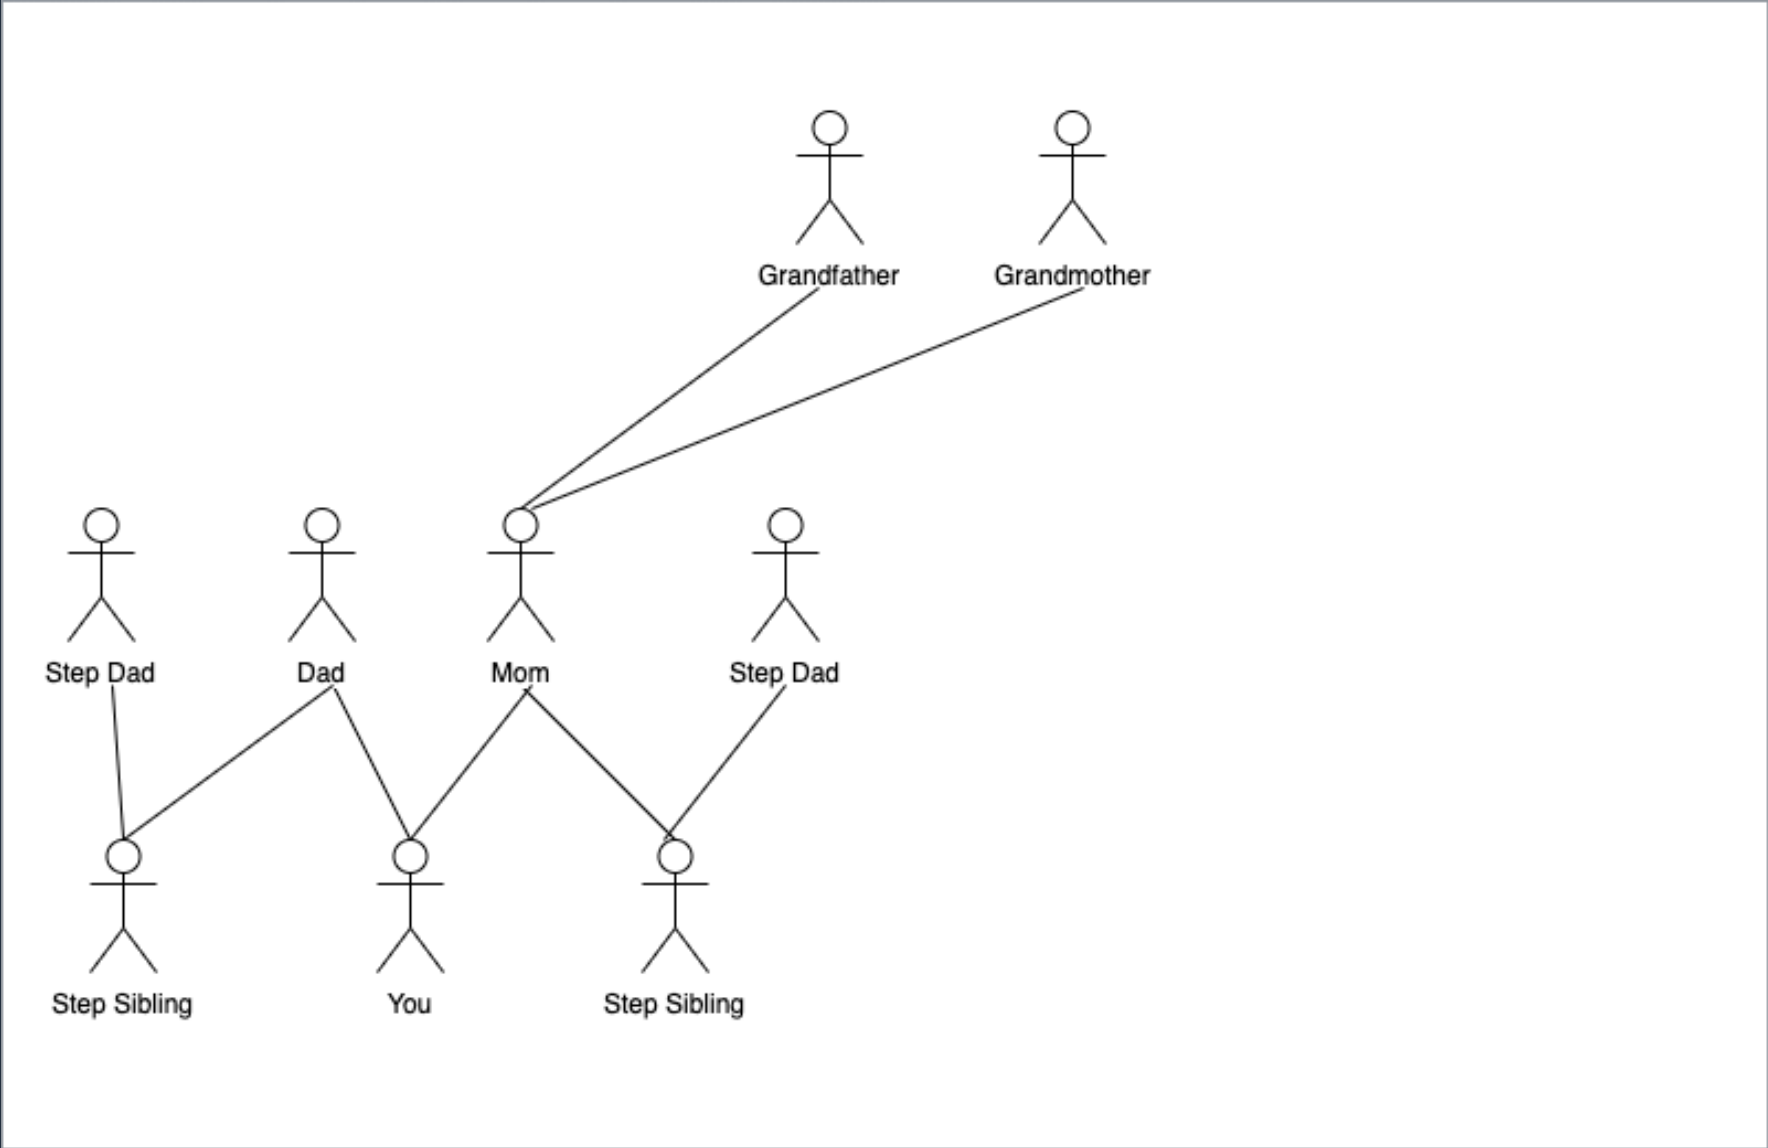 Grandfather
Grandmother
Step Dad
Dad
Mom
Step Dad
Step Sibling
You
Step Sibling